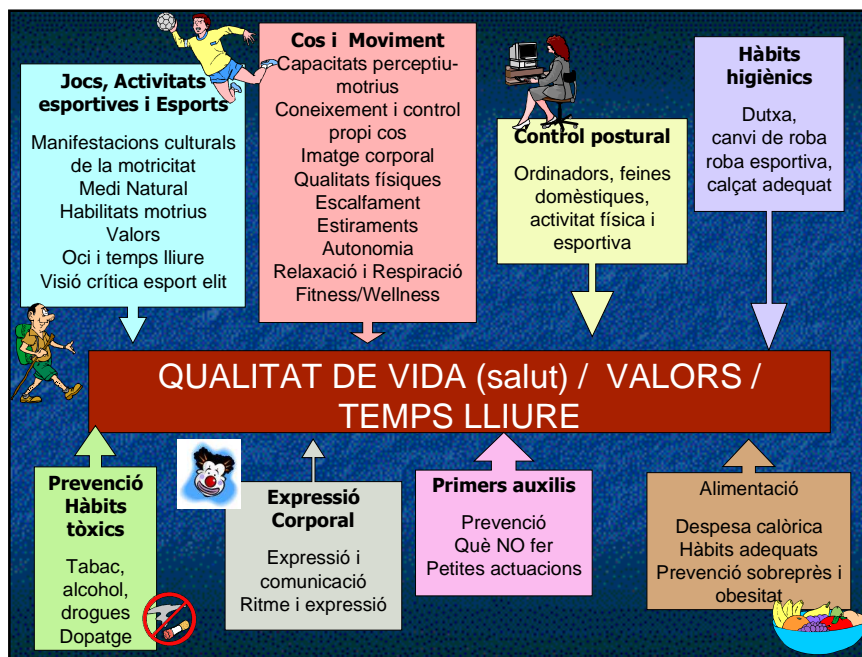 Jocs, Activitats
esportives i Esports
Manifestacions culturals
de la motricitat
Medi Natural
Habilitats motrius
Valors
Oci i temps lliure
Visió crítica esport elit
Cos i Moviment
Capacitats perceptiu-
motrius
Coneixement i control
propi cos
Imatge corporal
Qualitats físiques
Escalfament
Estiraments
Autonomia
Relaxació i Respiració
Fitness/Wellness
Control postural
Ordinadors, feines
domèstiques,
activitat física i
esportiva
Hàbits
higiènics
Dutxa,
canvi de roba
roba esportiva,
calçat adequat
QUALITAT DE VIDA (salut) / VALORS /
TEMPS LLIURE
Prevenció
Hàbits
tòxics
Tabac,
alcohol,
drogues
Dopatge
Expressió
Corporal
Expressió i
comunicació
Ritme i expressió
Primers auxilis
Prevenció
Què NO fer
Petites actuacions
Alimentació
Despesa calòrica
Hàbits adequats
Prevenció sobreprès i
obesitat